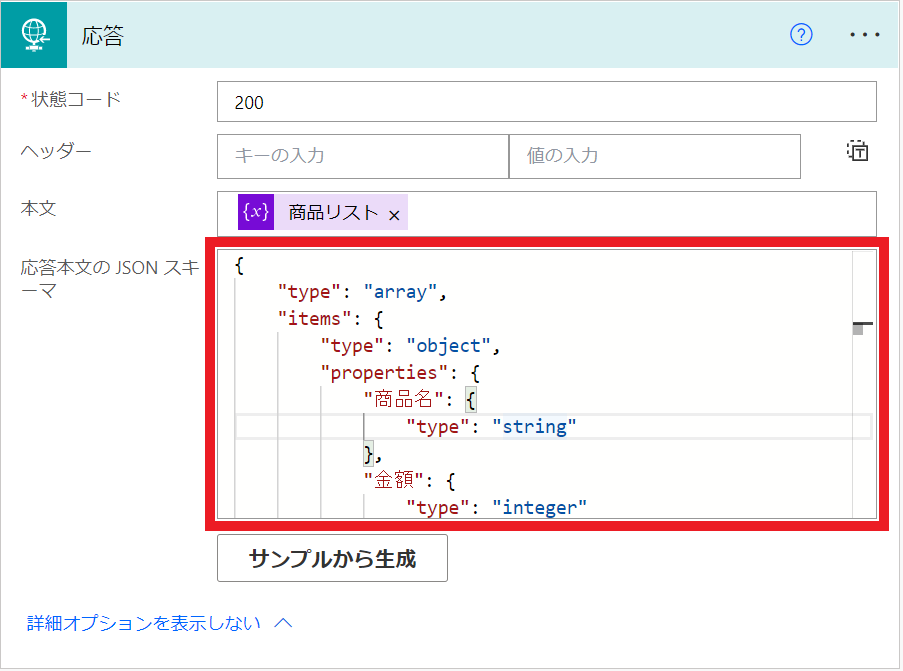 応答
?
*状態コード
200
ヘッダー
キーの入力
値の入力
本文
{x} 商品リスト ×
応答本文の JSON スキ
ーマ
{
"type": "array",
"items": {
"type": "object",
"properties": {
"商品名": {
"type": "string"
},
"金額": {
"type": "integer"
サンプルから生成
詳細オプションを表示しない